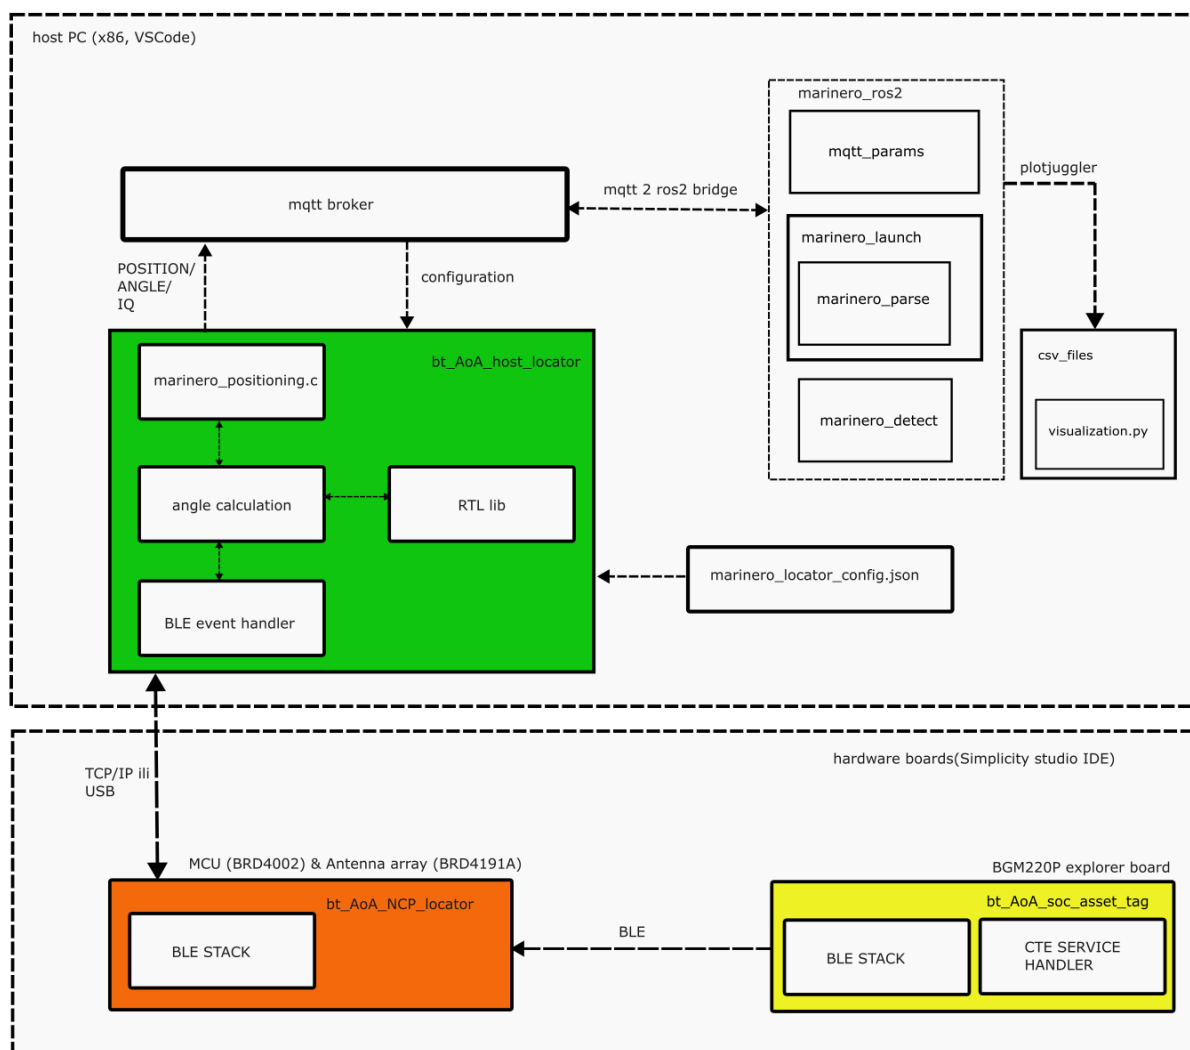 host PC (x86, VSCode)
marinero_ros2
mqtt_params
plotjuggler
mqtt 2 ros2 bridge
mqtt broker
marinero_launch
marinero_parse
POSITION/
ANGLE/
IQ
configuration
bt_AoA_host_locator
csv_files
marinero_positioning.c
marinero_detect
visualization.py
angle calculation
RTL lib
marinero_locator_config.json
BLE event handler
hardware boards(Simplicity studio IDE)
TCP/IP ili
USB
MCU (BRD4002) & Antenna array (BRD4191A)
BGM220P explorer board
bt_AoA_NCP_locator
bt_AoA_soc_asset_tag
BLE
BLE STACK
BLE STACK
CTE SERVICE
HANDLER